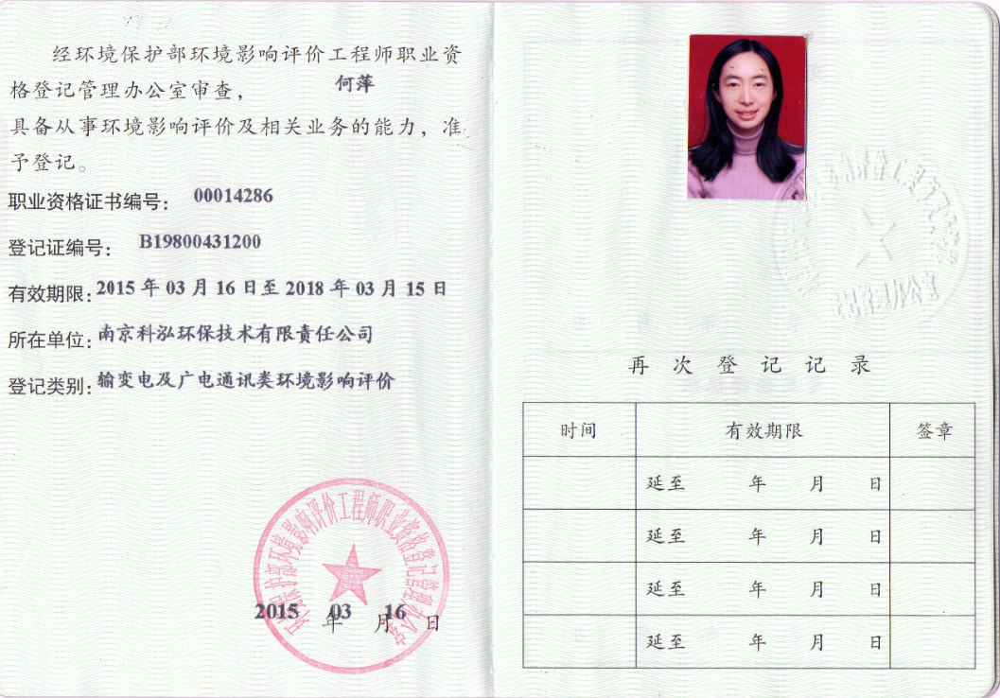 经环境保护部环境影响评价工程师职业资
格登记管理办公室审查， 何萍
具备从事环境影响评价及相关业务的能力，准
予登记。
职业资格证书编号： 00014286
登记证编号： B19800431200
有效期限：2015 年 03 月 16 日至 2018 年 03 月 15 日
所在单位：南京科泓环保技术有限责任公司
登记类别：输变电及广电通讯类环境影响评价
环境保护部环境影响评价工程师职业资格登记管理办公室
2015 年 03 月 16 日
再次登记记录
时间 有效期限 签章
延至 年 月 日
延至 年 月 日
延至 年 月 日
延至 年 月 日